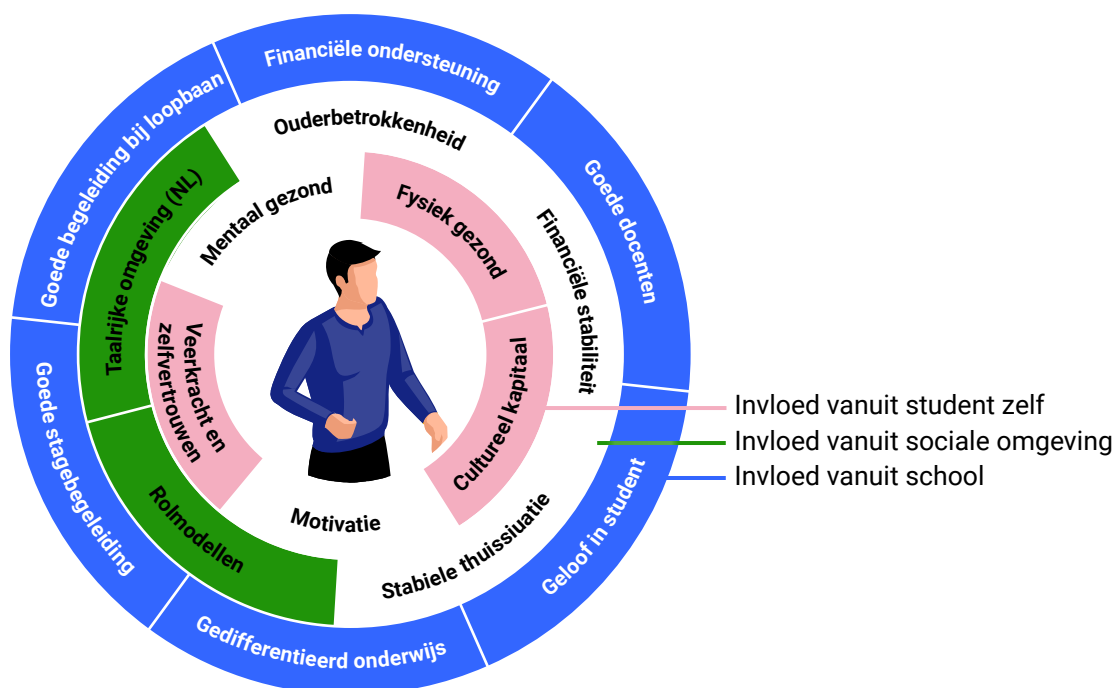 Financiële ondersteuning
Goede docenten
Geloof in student
Gedifferentieerd onderwijs
Goede stagebegeleiding
Goede begeleiding bij loopbaan
Ouderbetrokkenheid
Financiële stabiliteit
Stabiele thuissiuatie
Rolmodellen
Taalrijke omgeving (NL)
Mentaal gezond
Fysiek gezond
Cultureel kapitaal
Motivatie
Veerkracht en
zelfvertrouwen
Invloed vanuit student zelf
Invloed vanuit sociale omgeving
Invloed vanuit school